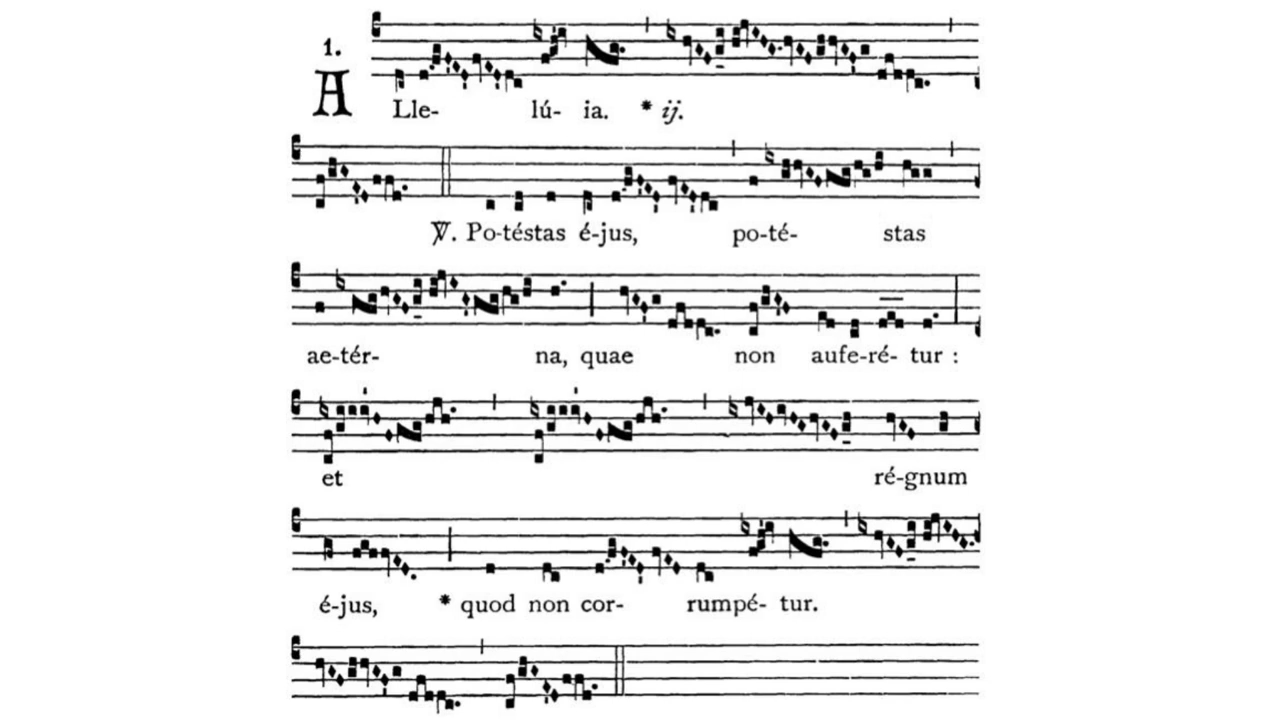 1.
ALle- lú- ia. * ij.
℣. Po-téstas é-jus, po-té- stas
ae-tér- na, quae non aufe-ré- tur :
et ré-gnum
é-jus, * quod non cor- rumpé- tur.